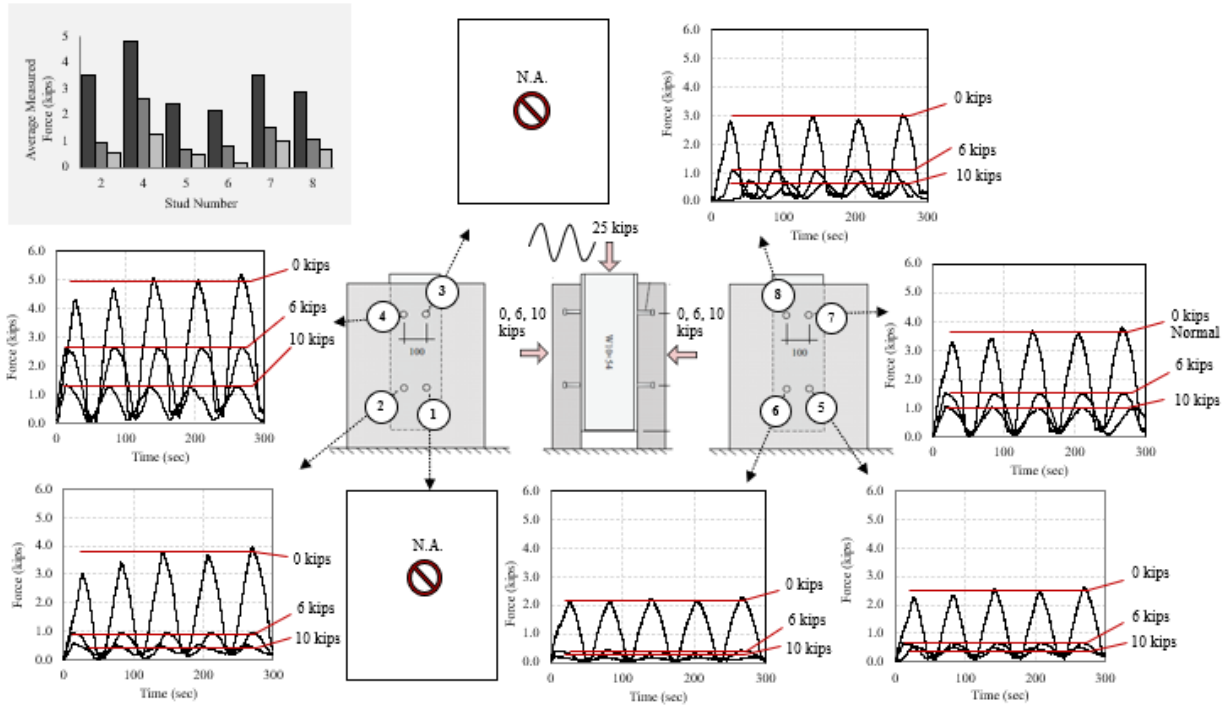 5
4
3
2
1
0
Average Measured
Force (kips)
2 4 5 6 7 8
Stud Number
N.A.
6.0
5.0
4.0
3.0
2.0
1.0
0.0
0 100 200 300
Time (sec)
Force (kips)
0 kips
6 kips
10 kips
6.0
5.0
4.0
3.0
2.0
1.0
0.0
0 100 200 300
Time (sec)
Force (kips)
0 kips
6 kips
10 kips
3
4
100
2
1
25 kips
0, 6, 10
kips
0, 6, 10
kips
W10×54
8
7
100
6
5
6.0
5.0
4.0
3.0
2.0
1.0
0.0
0 100 200 300
Time (sec)
Force (kips)
0 kips
Normal
6 kips
10 kips
6.0
5.0
4.0
3.0
2.0
1.0
0.0
0 100 200 300
Time (sec)
Force (kips)
0 kips
6 kips
10 kips
N.A.
6.0
5.0
4.0
3.0
2.0
1.0
0.0
0 100 200 300
Time (sec)
Force (kips)
0 kips
6 kips
10 kips
6.0
5.0
4.0
3.0
2.0
1.0
0.0
0 100 200 300
Time (sec)
Force (kips)
0 kips
6 kips
10 kips